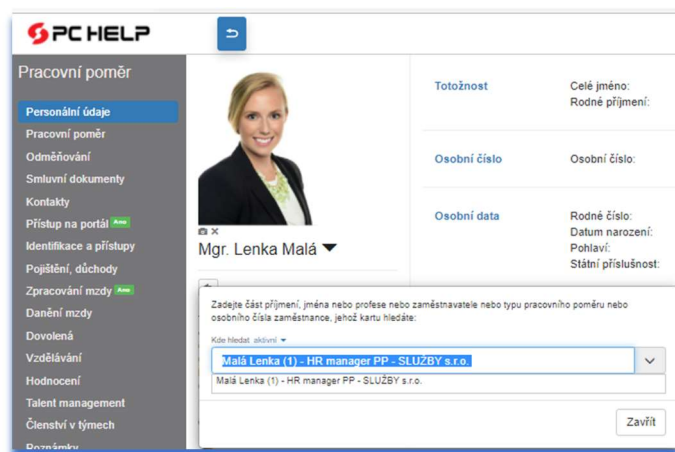 PC HELP
Pracovní poměr
Personální údaje
Pracovní poměr
Odměňování
Smluvní dokumenty
Kontakty
Přístup na portál Ano
Identifikace a přístupy
Pojištění, důchody
Zpracování mzdy Ano
Danění mzdy
Dovolená
Vzdělávání
Hodnocení
Talent management
Členství v týmech
Poznámky
Mgr. Lenka Malá
Totožnost
Celé jméno:
Rodné příjmení:
Osobní číslo
Osobní číslo:
Osobní data
Rodné číslo:
Datum narození:
Pohlaví:
Státní příslušnost:
Zadejte část příjmení, jména nebo profese nebo zaměstnavatele nebo typu pracovního poměru nebo
osobního čísla zaměstnance, jehož kartu hledáte:
Kde hledat aktivní
Malá Lenka (1) - HR manager PP - SLUŽBY s.r.o.
Malá Lenka (1) - HR manager PP - SLUŽBY s.r.o.
Zavřít